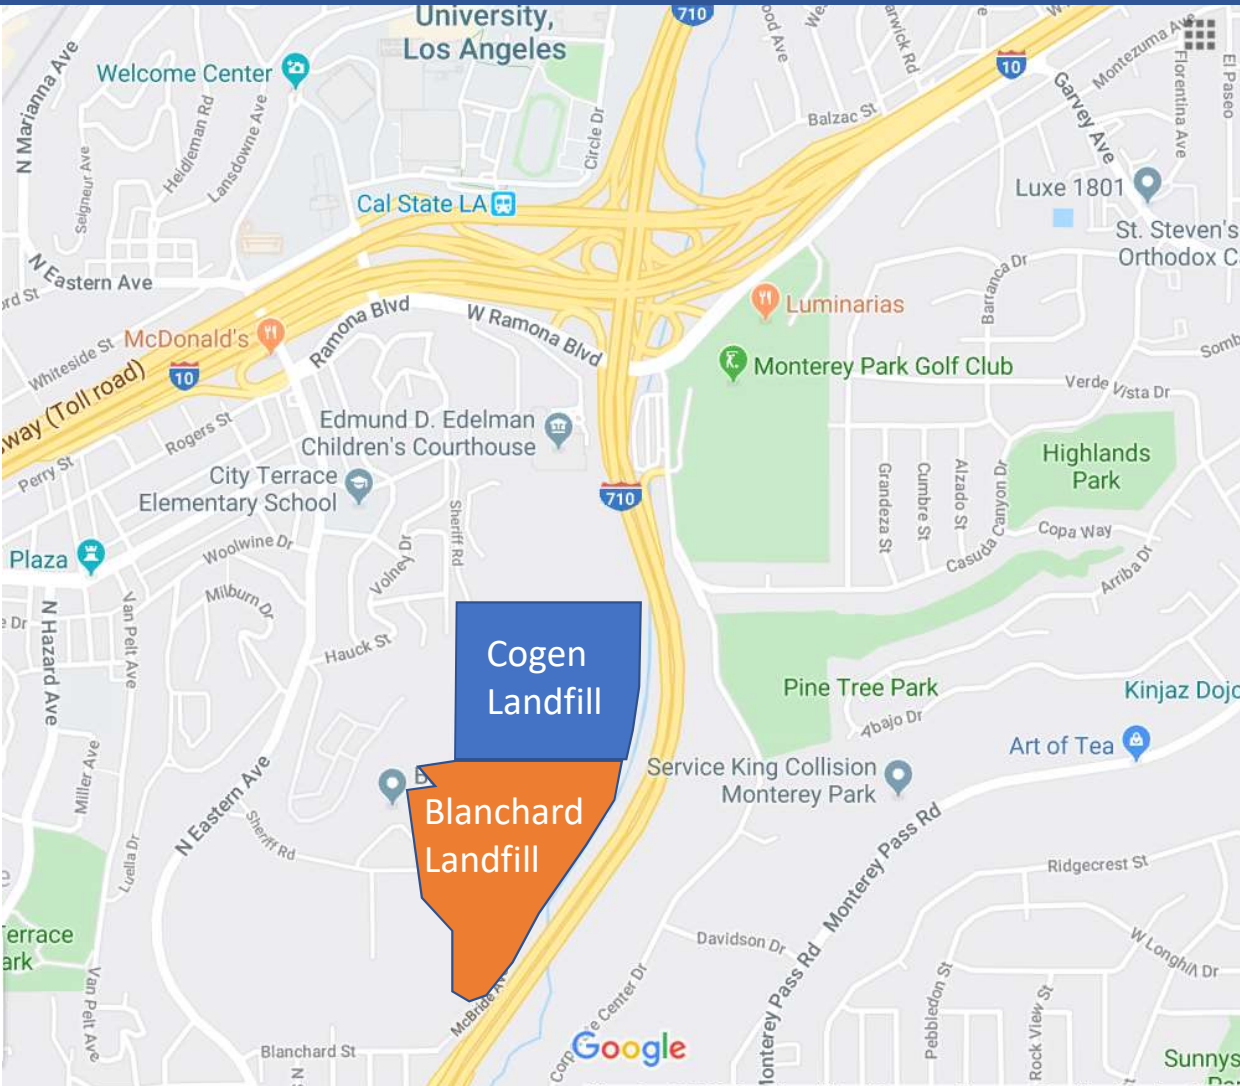 University,
Los Angeles
710
Welcome Center
N Marianna Ave
Heidleman Rd
Lansdowne Ave
Seigneur Ave
Circle Dr
Balzac St
10
Garvey Ave
Montezuma Ave
Florentina Ave
El Paseo
Cal State LA
Luxe 1801
St. Steven's
Orthodox C
N Eastern Ave
Barranca Dr
Luminarias
Ramona Blvd
W Ramona Blvd
McDonald's
Whiteside St
10
way (Toll road)
Monterey Park Golf Club
Verde Vista Dr
Somb
Rogers St
Perry St
Edmund D. Edelman
Children's Courthouse
City Terrace
Elementary School
710
Highlands
Park
Grandeza St
Cumbre St
Alzado St
Casuda Canyon Dr
Copa Way
Arriba Dr
Sheriff Rd
Plaza
Woolwine Dr
Volney Dr
Milburn Dr
Van Pelt Ave
N Hazard Ave
Hauck St
Cogen
Landfill
Pine Tree Park
Kinjaz Dojo
Abajo Dr
Art of Tea
Service King Collision
Monterey Park
Miller Ave
N Eastern Ave
Sheriff Rd
B
Blanchard
Landfill
Monterey Pass Rd
Ridgecrest St
Luella Dr
errace
ark
Van Pelt Ave
Davidson Dr
W Longhill Dr
Monterey Pass Rd
Pebbledon St
Rock View St
McBride Ave
Blanchard St
Google
Sunnys